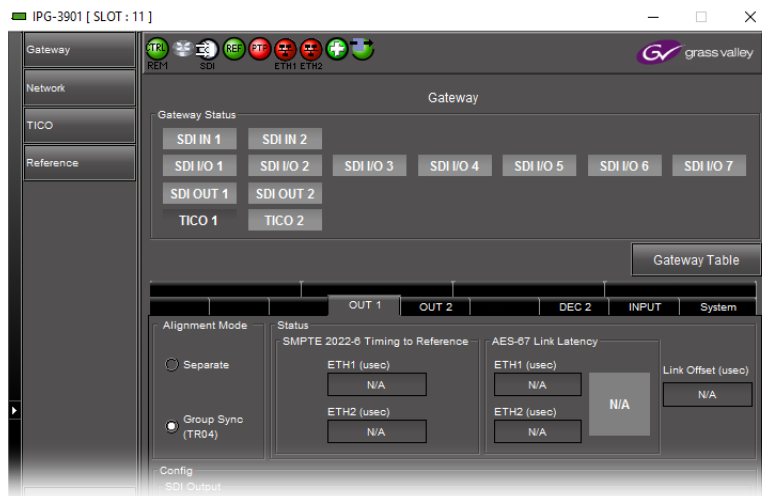 IPG-3901 [ SLOT : 11 ]
Gateway
Network
TICO
Reference
CTRL REF PTP
REM SDI ETH1 ETH2
GV grass valley
Gateway
Gateway Status
SDI IN 1 SDI IN 2
SDI I/O 1 SDI I/O 2 SDI I/O 3 SDI I/O 4 SDI I/O 5 SDI I/O 6 SDI I/O 7
SDI OUT 1 SDI OUT 2
TICO 1 TICO 2
Gateway Table
OUT 1 OUT 2 DEC 2 INPUT System
Alignment Mode
Separate
Group Sync
(TR04)
Status
SMPTE 2022-6 Timing to Reference
ETH1 (usec)
N/A
ETH2 (usec)
N/A
AES-67 Link Latency
ETH1 (usec)
N/A
ETH2 (usec)
N/A
N/A
Link Offset (usec)
N/A
Config
SDI Output